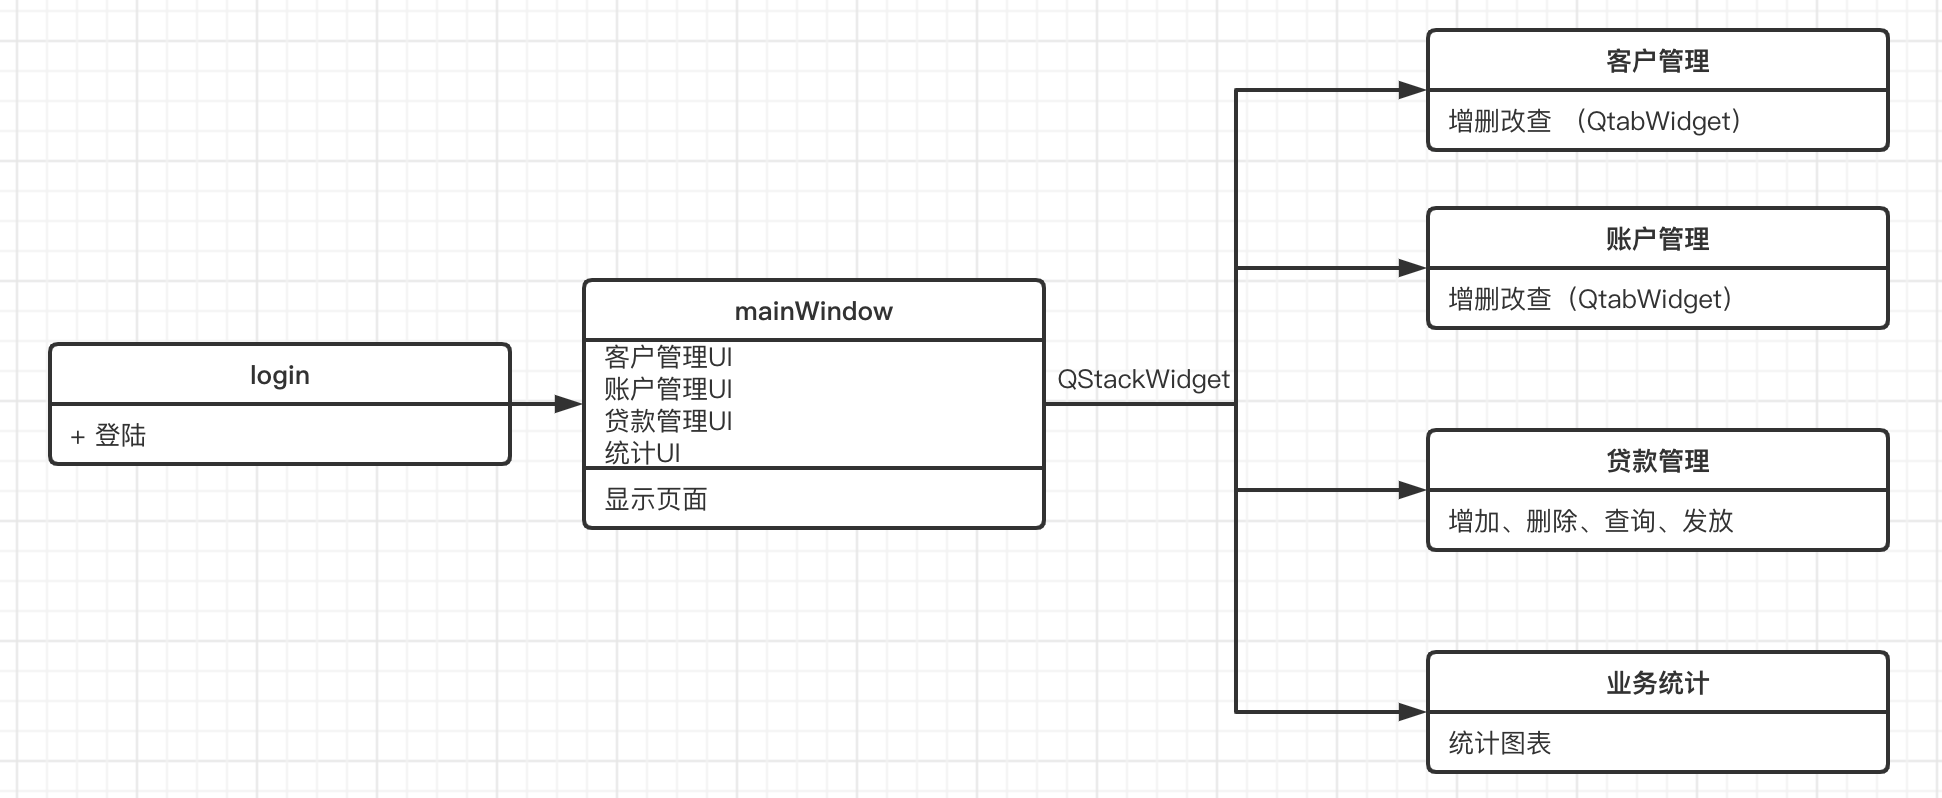 login
+ 登陆
mainWindow
客户管理UI
账户管理UI
贷款管理UI
统计UI
显示页面
QStackWidget
客户管理
增删改查 （QtabWidget）
账户管理
增删改查（QtabWidget）
贷款管理
增加、删除、查询、发放
业务统计
统计图表